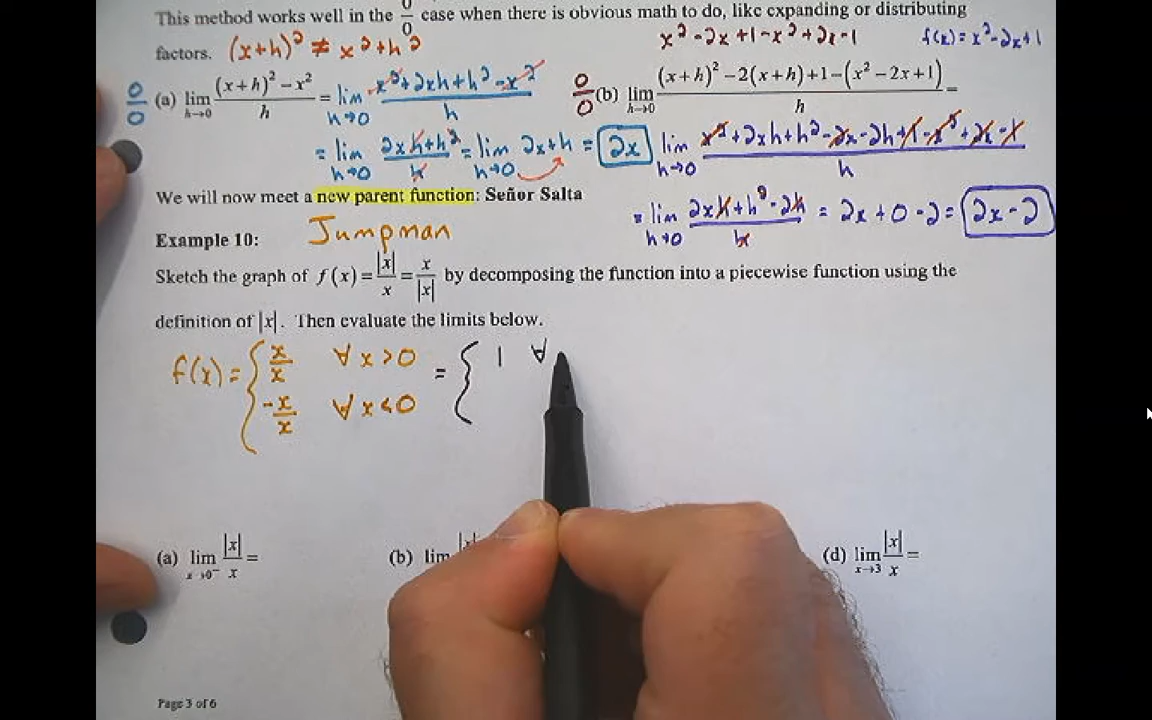 This method works well in the 0/0 case when there is obvious math to do, like expanding or distributing
factors. (x+h)² ≠ x²+h² x²-2x+1-x²+2x-1 f(x)=x²-2x+1
0/0 (a) lim h→0 ((x+h)²-x²)/h = lim h→0 (x²+2xh+h²-x²)/h
= lim h→0 (2xh+h²)/h = lim h→0 2x+h = 2x
0/0 (b) lim h→0 ((x+h)²-2(x+h)+1-(x²-2x+1))/h =
lim h→0 (x²+2xh+h²-2x-2h+1-x²+2x-1)/h
= lim h→0 (2xh+h²-2h)/h = 2x+0-2 = 2x-2
We will now meet a new parent function: Señor Salta
Example 10: Jumpman
Sketch the graph of f(x)=|x|/x=x/|x| by decomposing the function into a piecewise function using the
definition of |x|. Then evaluate the limits below.
f(x)= { x/x ∀ x>0 = { 1 ∀
-x/x ∀ x<0
(a) lim x→0⁻ |x|/x = (b) lim (d) lim x→3 |x|/x =
Page 3 of 6